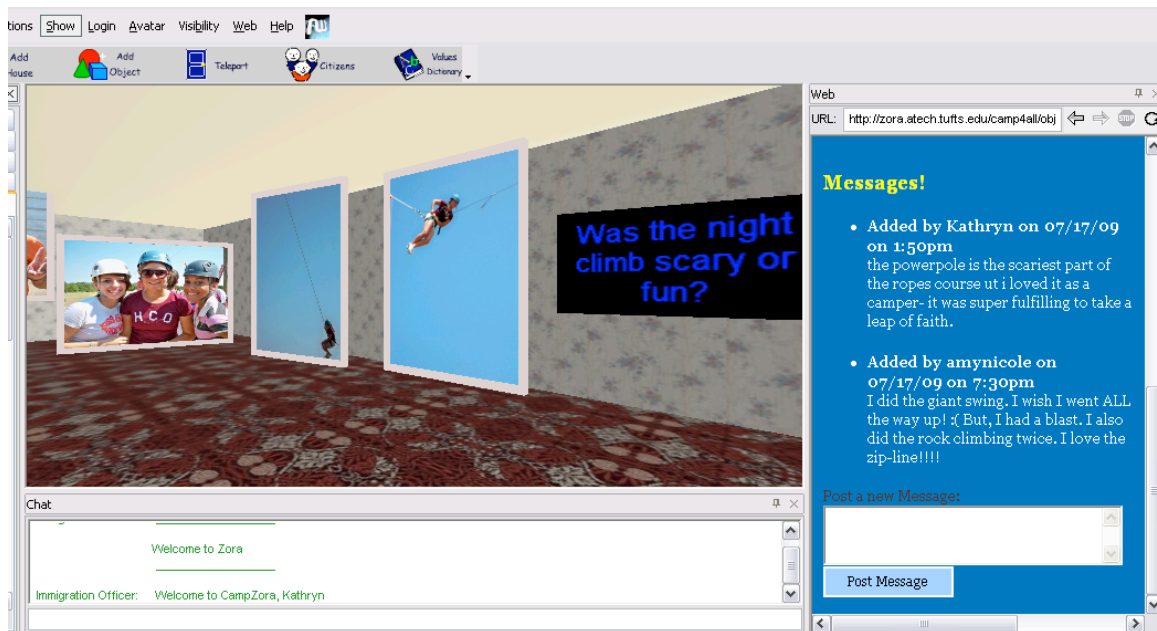 tions Show Login Avatar Visibility Web Help AW
Add
House
Add
Object
Teleport
Citizens
Values
Dictionary
Web
URL: http://zora.atech.tufts.edu/camp4all/obj
STOP
H.C.O
Was the night
climb scary or
fun?
Messages!
• Added by Kathryn on 07/17/09
on 1:50pm
the powerpole is the scariest part of
the ropes course ut i loved it as a
camper- it was super fulfilling to take a
leap of faith.
• Added by amynicole on
07/17/09 on 7:30pm
I did the giant swing. I wish I went ALL
the way up! :( But, I had a blast. I also
did the rock climbing twice. I love the
zip-line!!!!
Post a new Message:
Post Message
Chat
Welcome to Zora
Immigration Officer: Welcome to CampZora, Kathryn